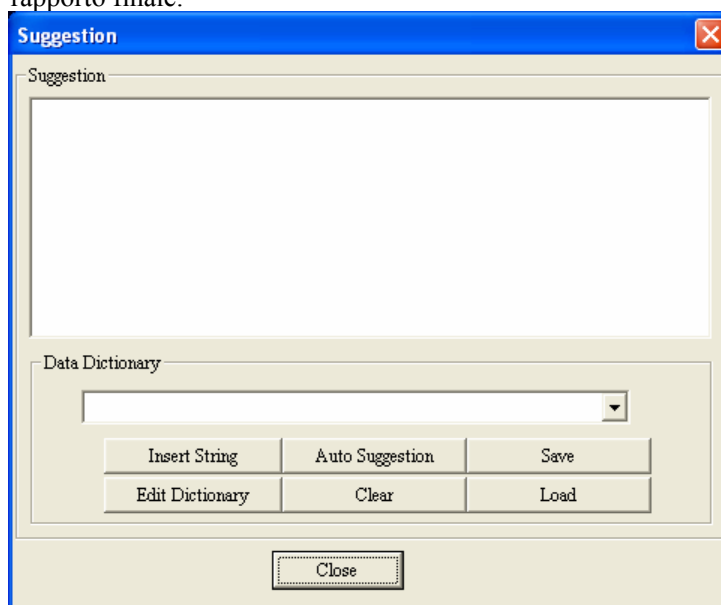 rapporto finale.
Suggestion
Suggestion
Data Dictionary
Insert String Auto Suggestion Save
Edit Dictionary Clear Load
Close